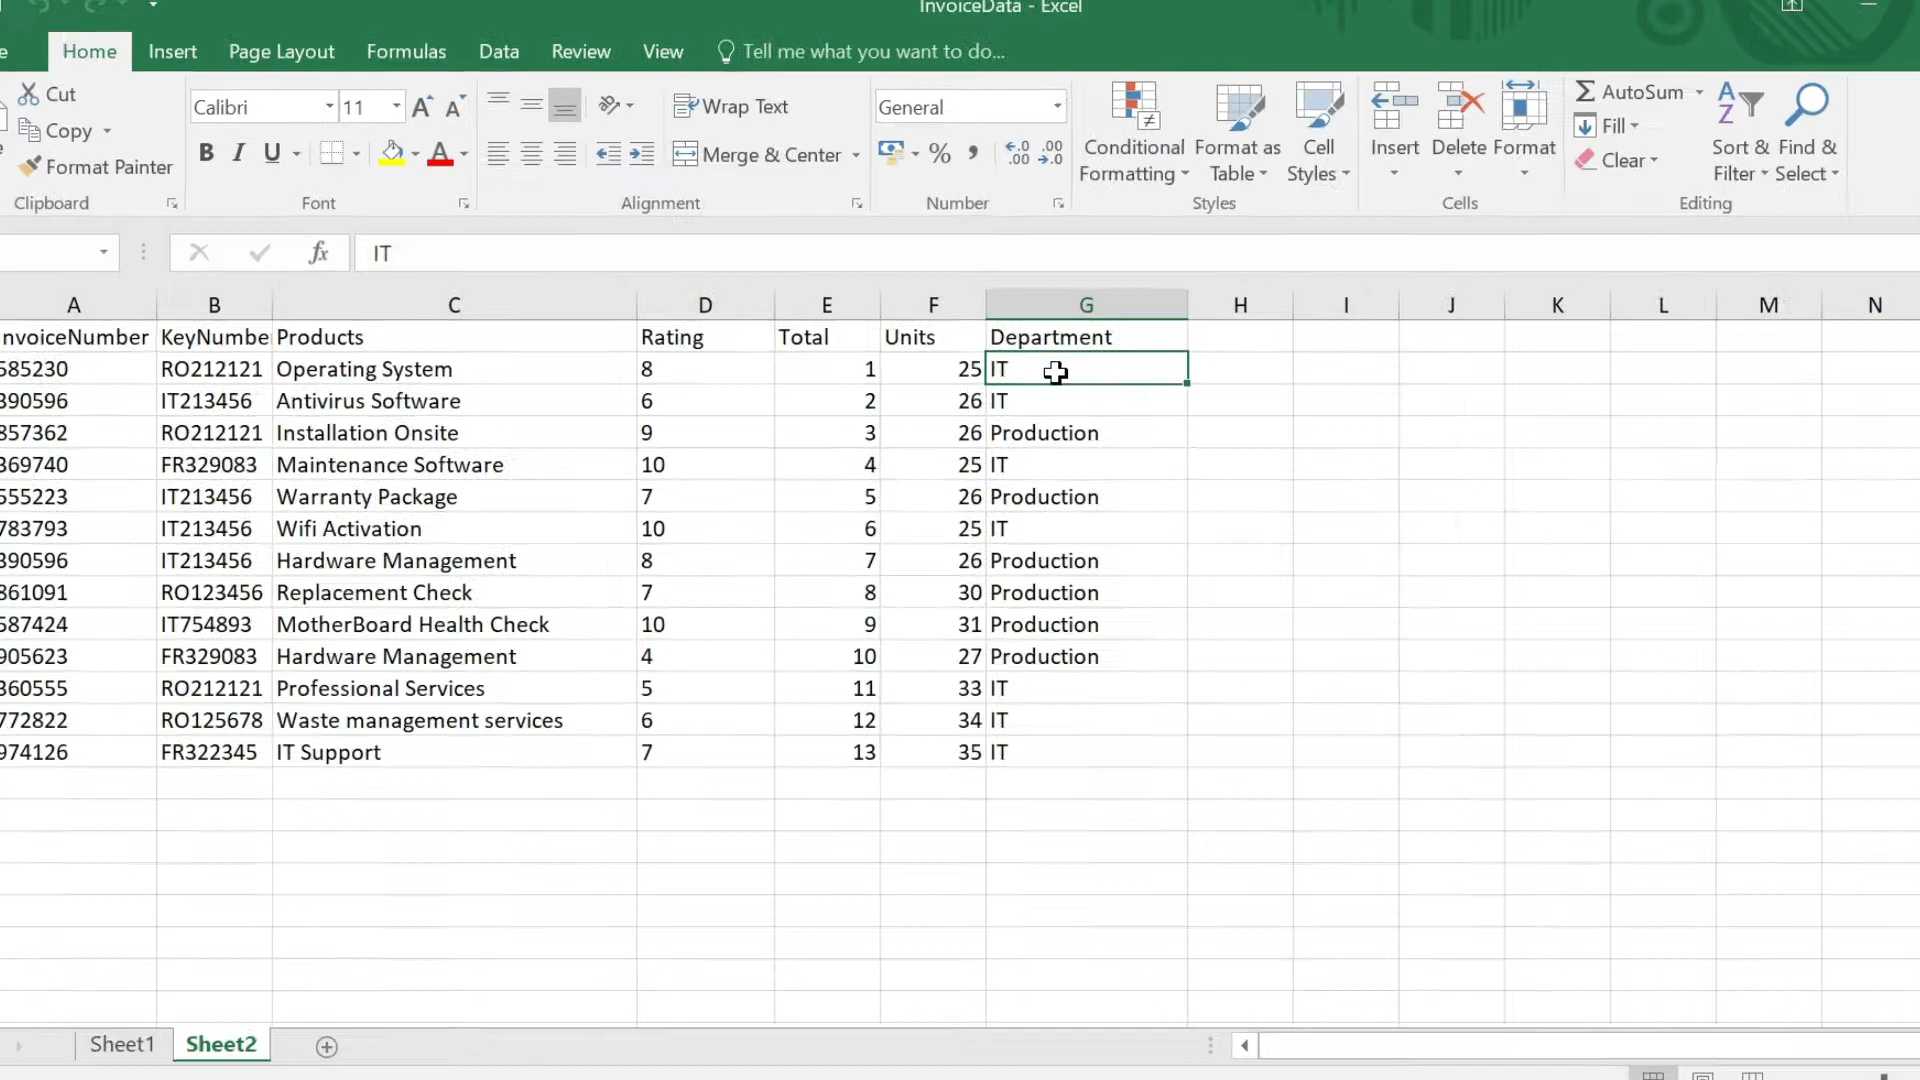 InvoiceData - Excel
Home Insert Page Layout Formulas Data Review View Tell me what you want to do...
Cut
Copy
Format Painter
Clipboard
Calibri 11
B I U
Font
Wrap Text
Merge & Center
Alignment
General
% , .00 .00
Number
Conditional Formatting
Format as Table
Cell Styles
Styles
Insert Delete Format
Cells
AutoSum
Fill
Clear
Sort & Filter
Find & Select
Editing
fx IT
A B C D E F G H I J K L M N
nvoiceNumber KeyNumbe Products Rating Total Units Department
585230 RO212121 Operating System 8 1 25 IT
390596 IT213456 Antivirus Software 6 2 26 IT
857362 RO212121 Installation Onsite 9 3 26 Production
369740 FR329083 Maintenance Software 10 4 25 IT
555223 IT213456 Warranty Package 7 5 26 Production
783793 IT213456 Wifi Activation 10 6 25 IT
390596 IT213456 Hardware Management 8 7 26 Production
861091 RO123456 Replacement Check 7 8 30 Production
587424 IT754893 MotherBoard Health Check 10 9 31 Production
905623 FR329083 Hardware Management 4 10 27 Production
360555 RO212121 Professional Services 5 11 33 IT
772822 RO125678 Waste management services 6 12 34 IT
974126 FR322345 IT Support 7 13 35 IT
Sheet1 Sheet2